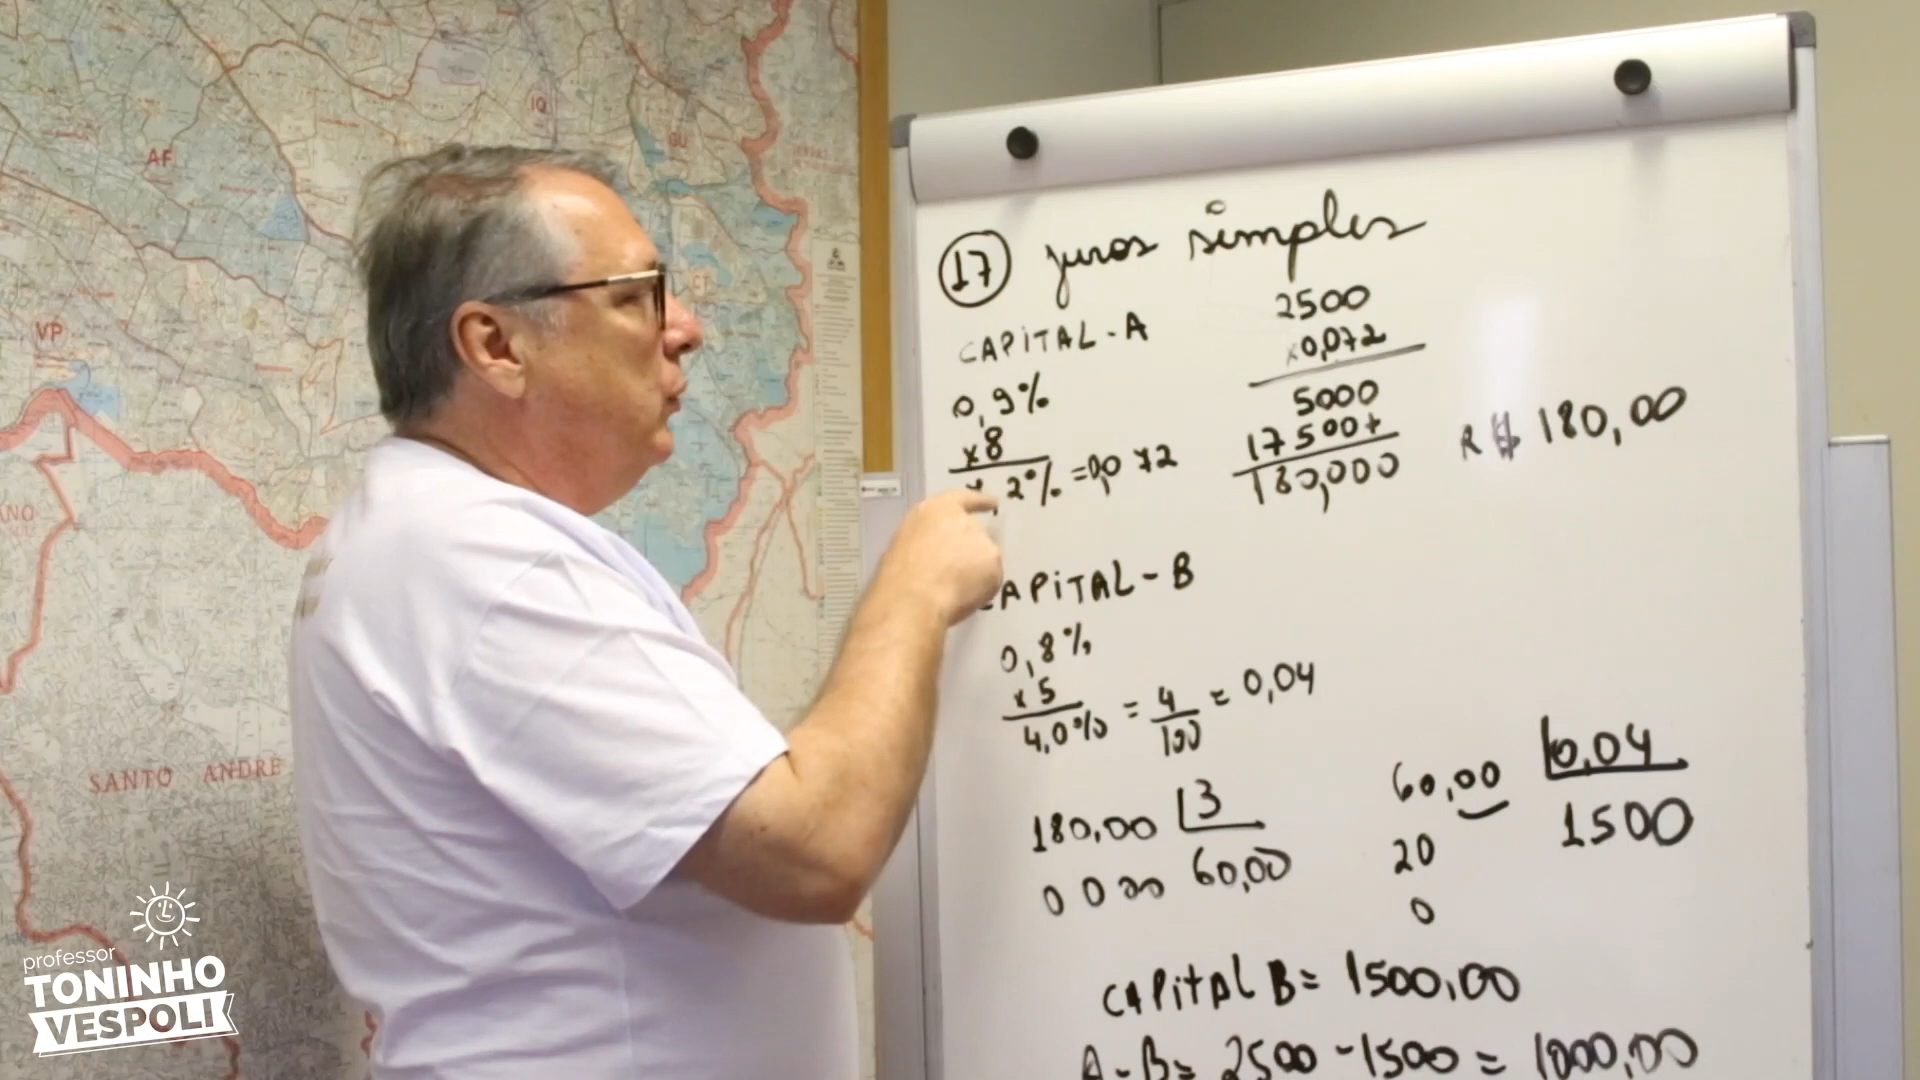 17 juros simples
CAPITAL - A
0,9%
x8
,2% = 0,072
2500
x0,072
5000
17500+
180,000
R$ 180,00
CAPITAL - B
0,8%
x5
4,0% = 4/100 = 0,04
180,00 3
0 0 00 60,00
60,00 0,04
20 1500
0
CAPITAL B = 1500,00
A - B = 2500 - 1500 = 1000,00
AF
IQ
GU
VP
SANTO ANDRÉ
professor
TONINHO
VESPOLI